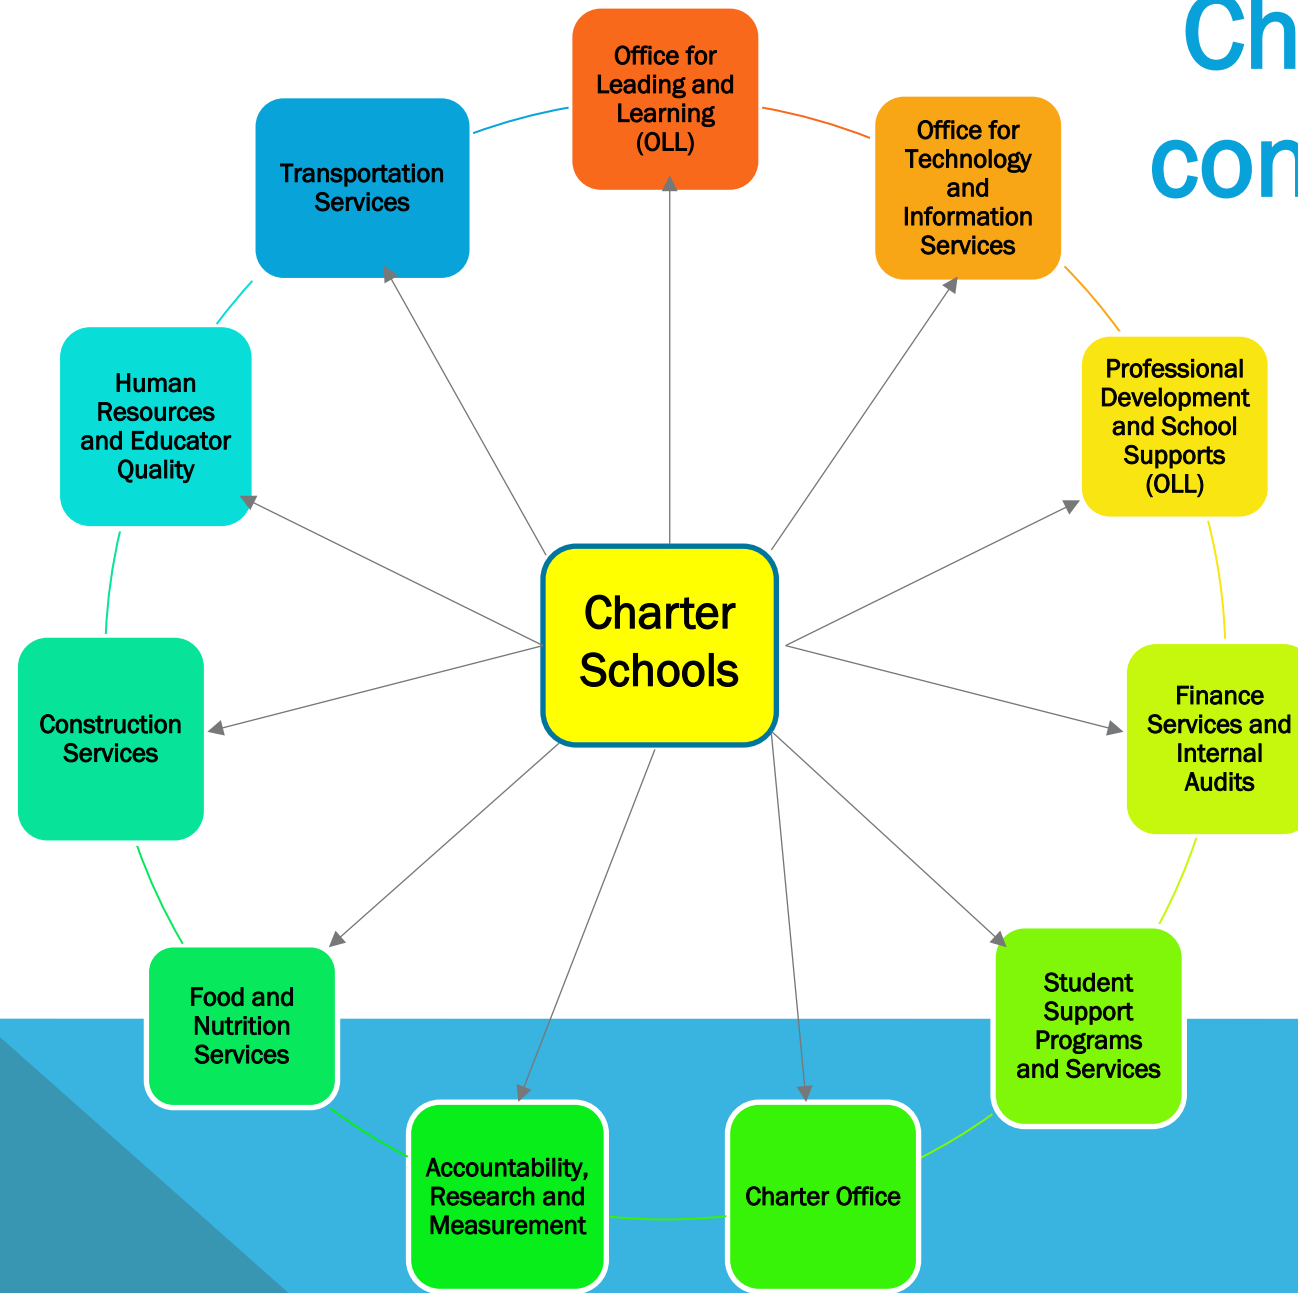 Office for
Leading and
Learning
(OLL)
Office for
Technology
and
Information
Services
Professional
Development
and School
Supports
(OLL)
Finance
Services and
Internal
Audits
Student
Support
Programs
and Services
Charter Office
Accountability,
Research and
Measurement
Food and
Nutrition
Services
Construction
Services
Human
Resources
and Educator
Quality
Transportation
Services
Charter
Schools